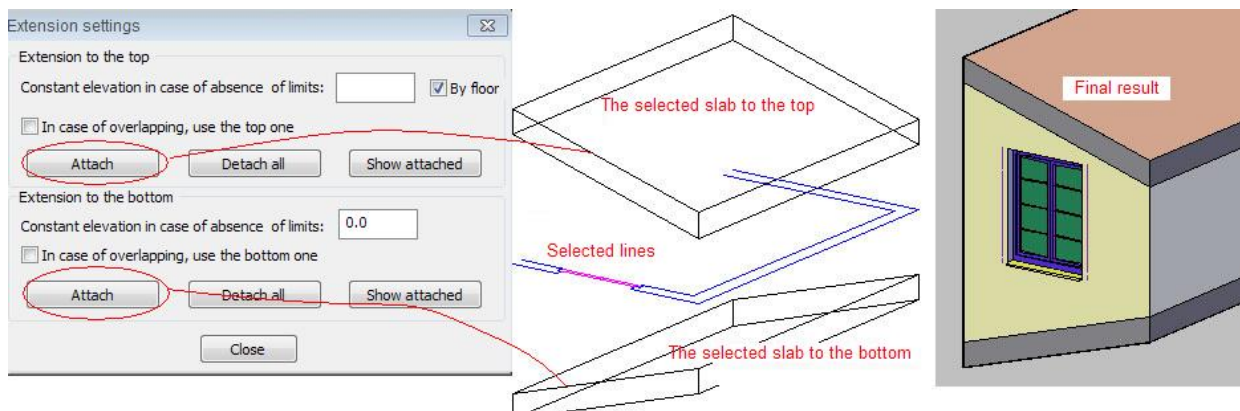 Extension settings
Extension to the top
Constant elevation in case of absence of limits:
By floor
In case of overlapping, use the top one
Attach
Detach all
Show attached
Extension to the bottom
Constant elevation in case of absence of limits:
0.0
In case of overlapping, use the bottom one
Attach
Detach all
Show attached
Close
The selected slab to the top
Selected lines
The selected slab to the bottom
Final result